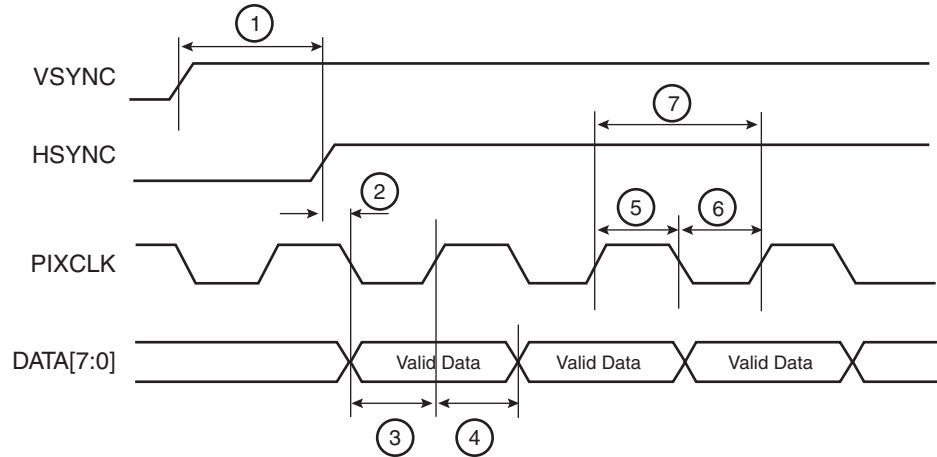 1
VSYNC
7
HSYNC
2
5
6
PIXCLK
DATA[7:0]
Valid Data
Valid Data
Valid Data
3
4